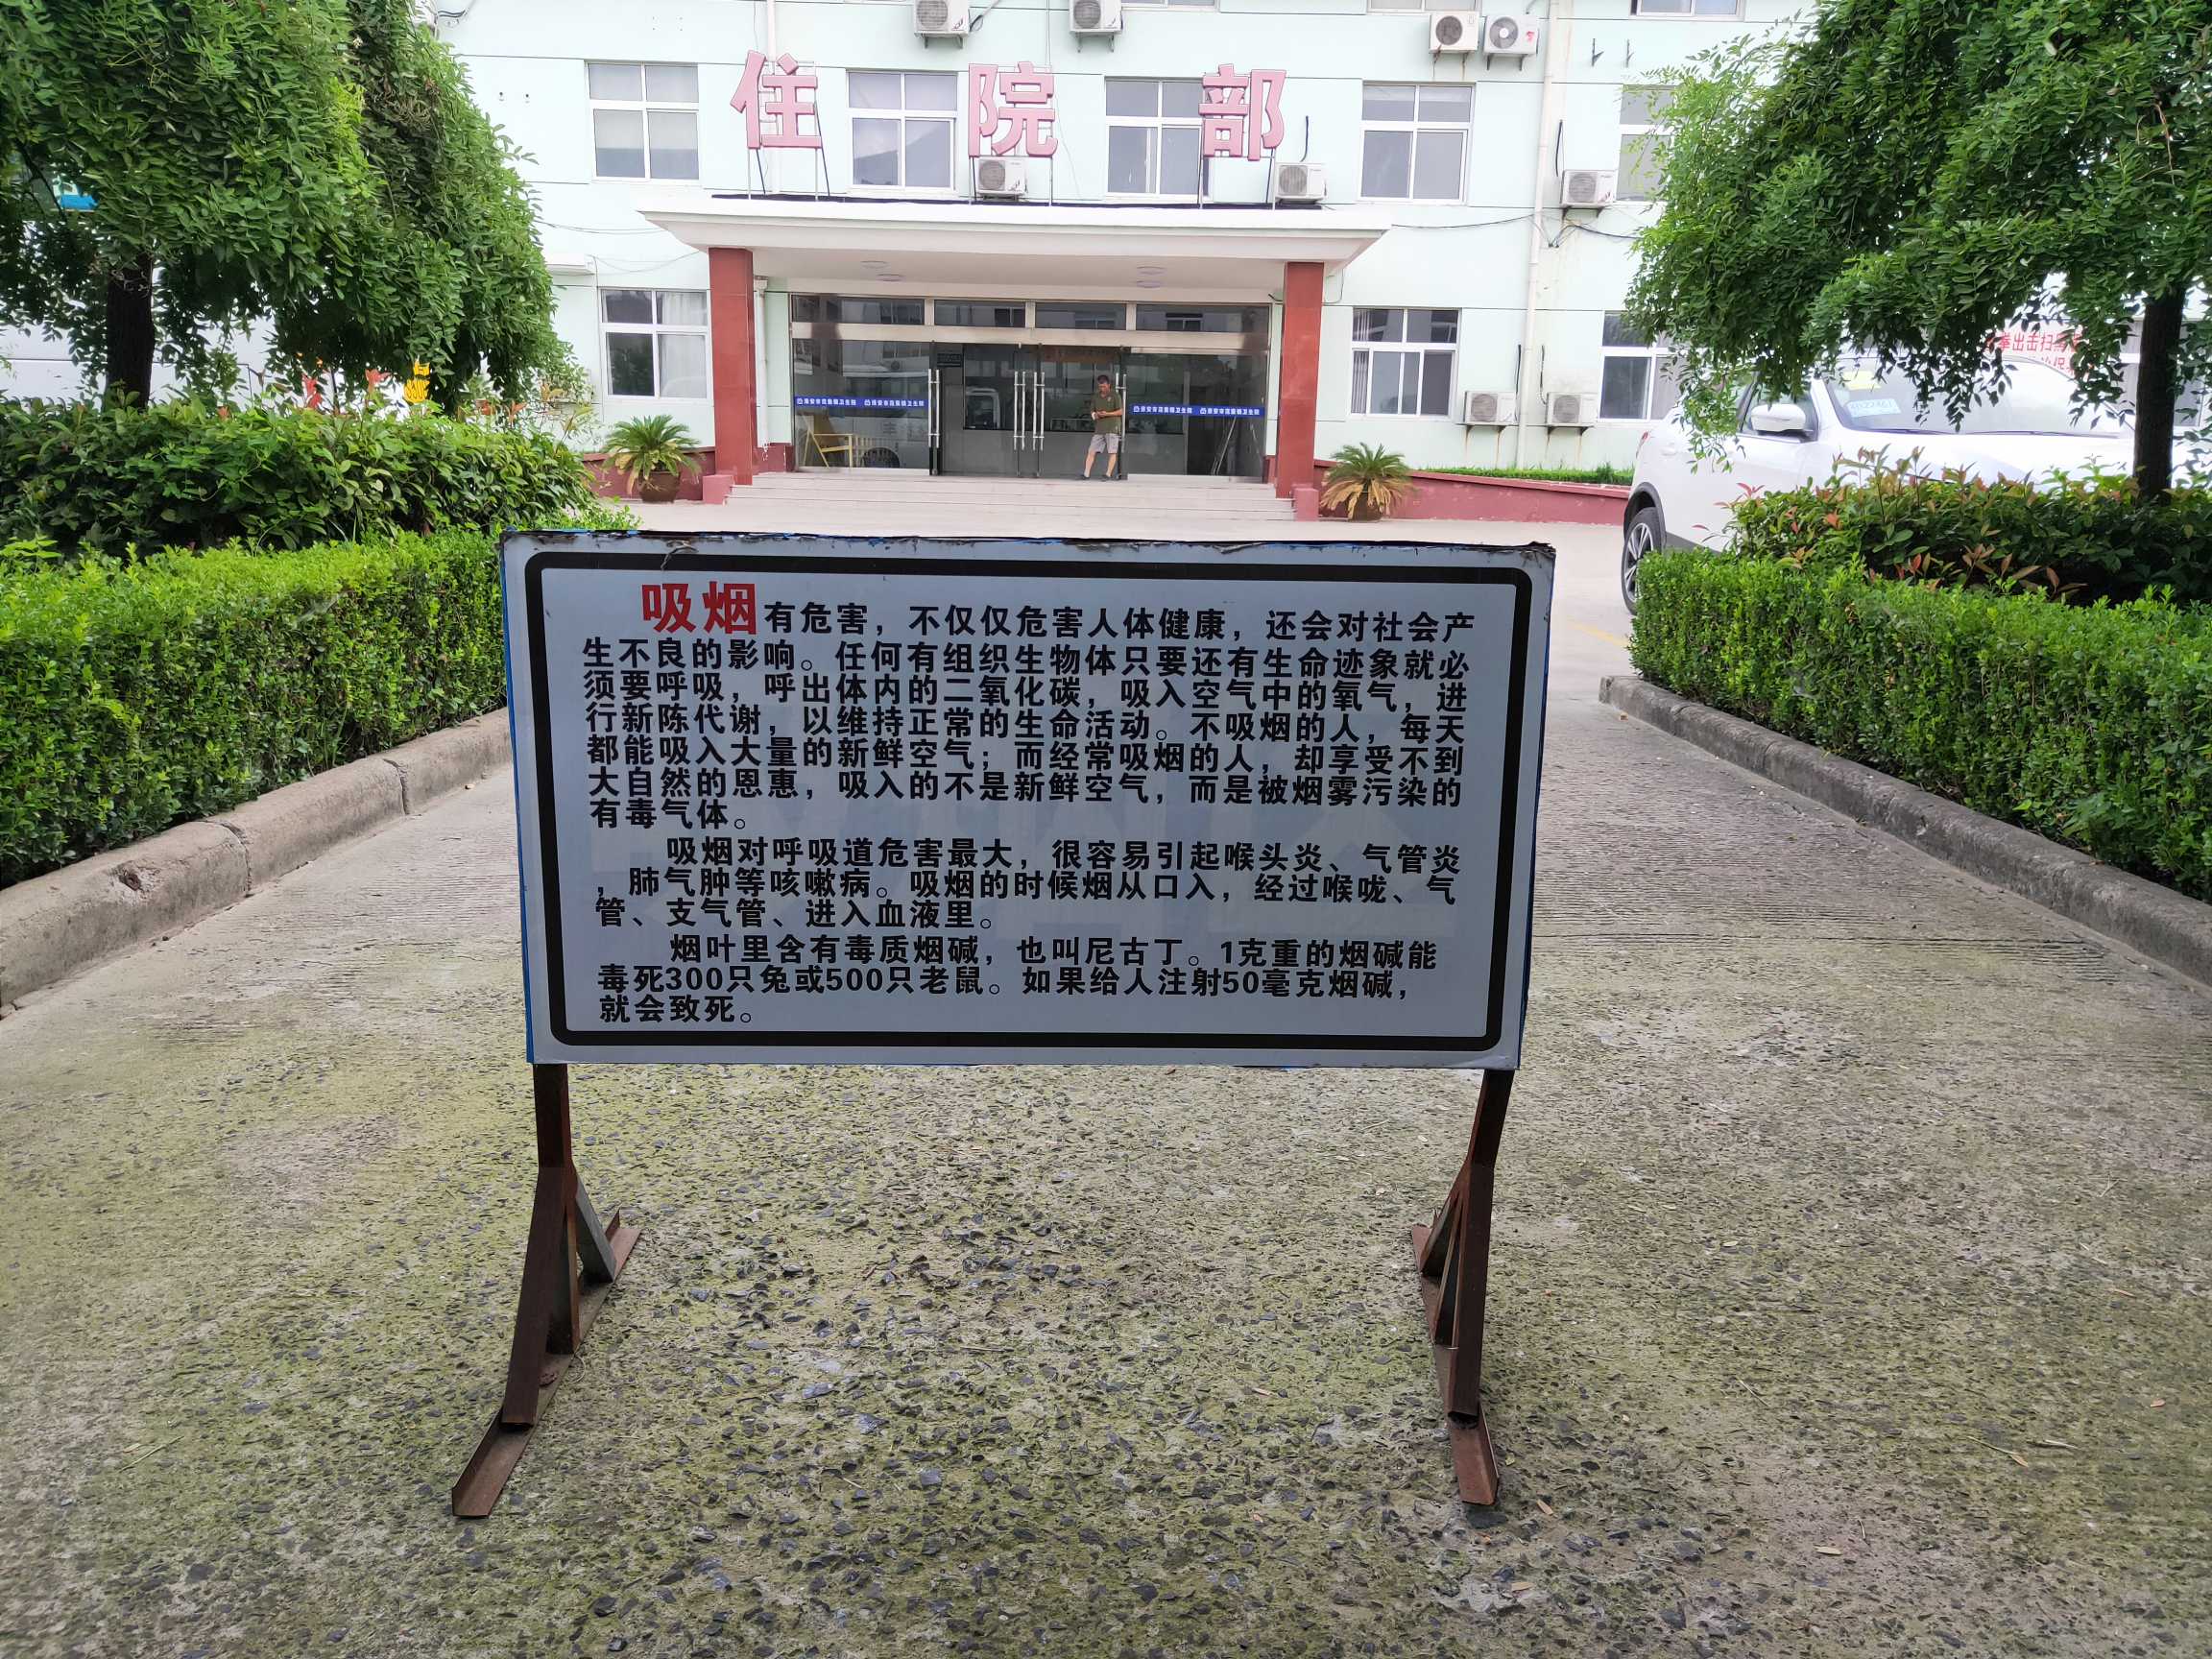 住院部
吸烟有危害，不仅仅危害人体健康，还会对社会产
生不良的影响。任何有组织生物体只要还有生命迹象就必
须要呼吸，呼出体内的二氧化碳，吸入空气中的氧气，进
行新陈代谢，以维持正常的生命活动。不吸烟的人，每天
都能吸入大量的新鲜空气；而经常吸烟的人，却享受不到
大自然的恩惠，吸入的不是新鲜空气，而是被烟雾污染的
有毒气体。
吸烟对呼吸道危害最大，很容易引起喉头炎、气管炎
，肺气肿等咳嗽病。吸烟的时候烟从口入，经过喉咙、气
管、支气管、进入血液里。
烟叶里含有毒质烟碱，也叫尼古丁。1克重的烟碱能
毒死300只兔或500只老鼠。如果给人注射50毫克烟碱，
就会致死。